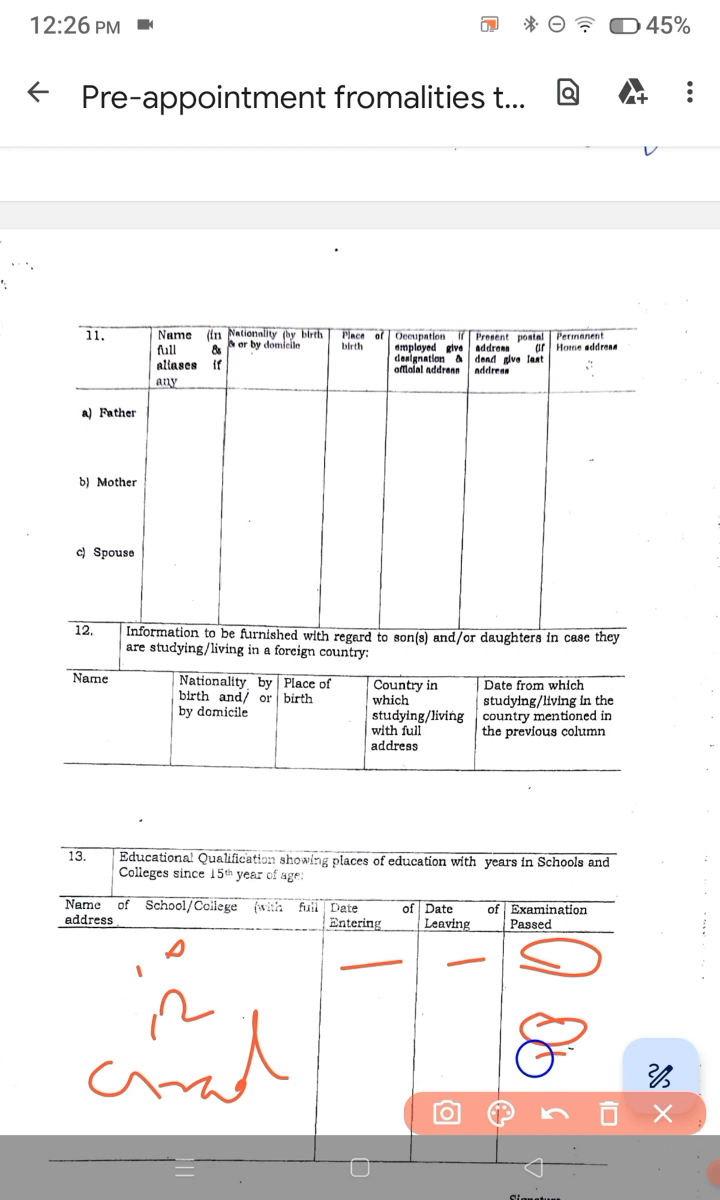 12:26 PM
45%
Pre-appointment fromalities t...
11.
Name (in full & aliases if any
Nationality (by birth & or by domicile
Place of birth
Occupation if employed give designation & official address
Present postal address (if dead give last address
Permanent Home address
a) Father
b) Mother
c) Spouse
12.
Information to be furnished with regard to son(s) and/or daughters in case they
are studying/living in a foreign country:
Name
Nationality by birth and/ or by domicile
Place of birth
Country in which studying/living with full address
Date from which studying/living in the country mentioned in the previous column
13.
Educational Qualification showing places of education with years in Schools and
Colleges since 15th year of age:
Name of School/College (with full address
Date of Entering
Date of Leaving
Examination Passed
10
12
Grad